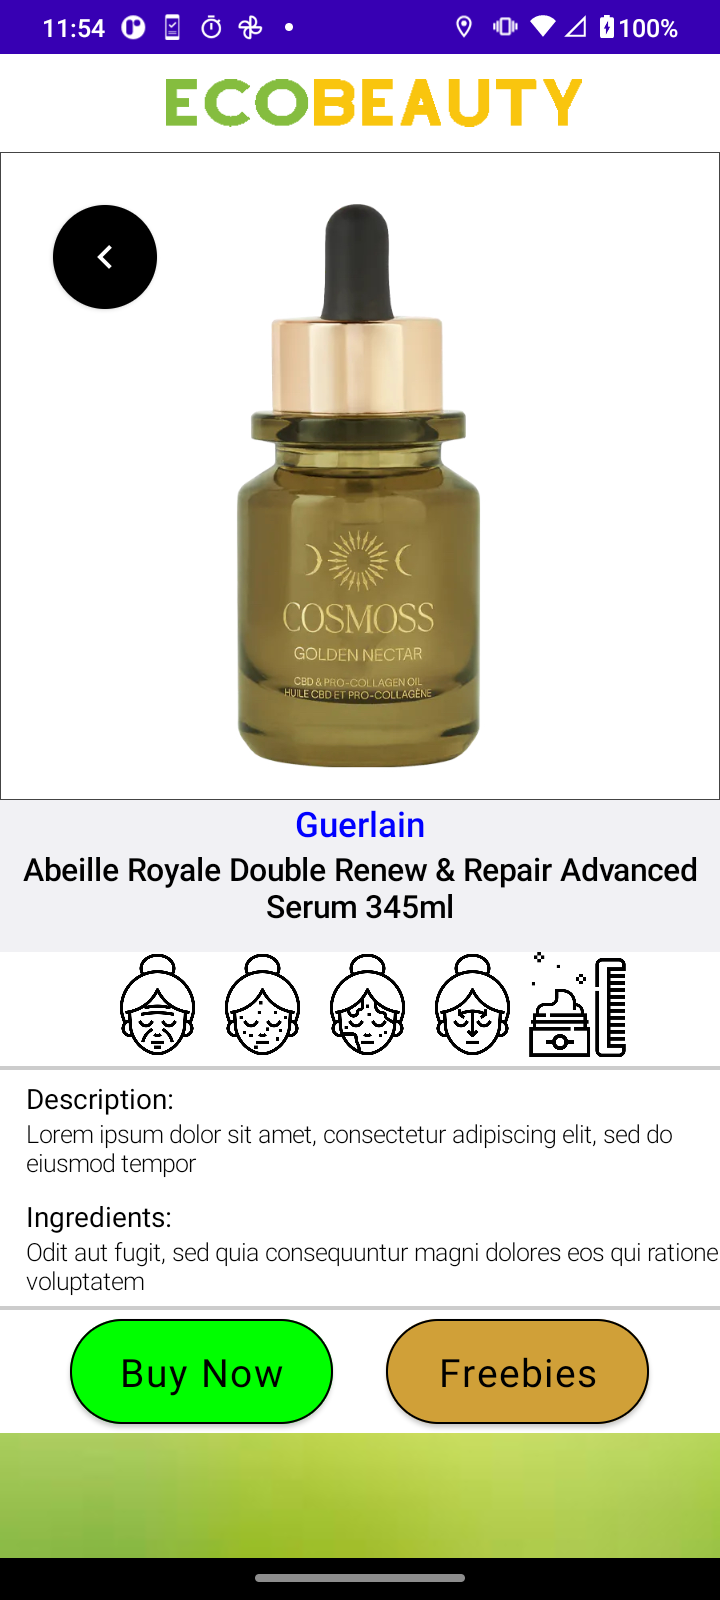 11:54
100%
ECOBEAUTY
COSMOSS
GOLDEN NECTAR
CBD & PRO-COLLAGEN OIL
HUILE CBD ET PRO-COLLAGÈNE
Guerlain
Abeille Royale Double Renew & Repair Advanced
Serum 345ml
Description:
Lorem ipsum dolor sit amet, consectetur adipiscing elit, sed do
eiusmod tempor
Ingredients:
Odit aut fugit, sed quia consequuntur magni dolores eos qui ratione
voluptatem
Buy Now
Freebies